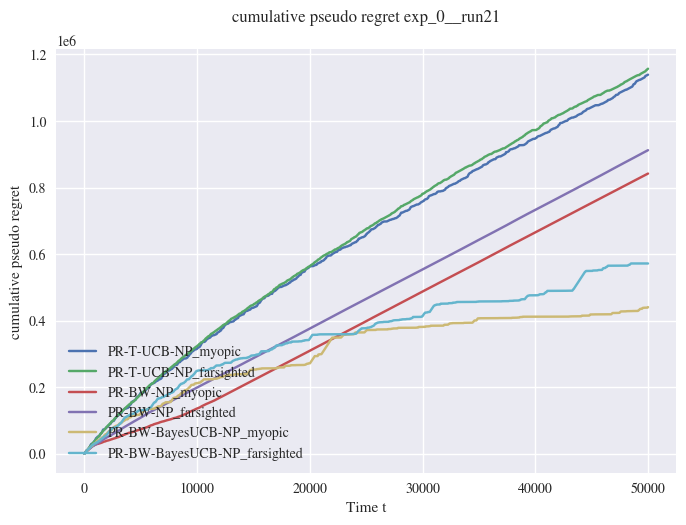 cumulative pseudo regret exp_0__run21
1e6
1.2
1.0
0.8
0.6
0.4
0.2
0.0
cumulative pseudo regret
PR-T-UCB-NP_myopic
PR-T-UCB-NP_farsighted
PR-BW-NP_myopic
PR-BW-NP_farsighted
PR-BW-BayesUCB-NP_myopic
PR-BW-BayesUCB-NP_farsighted
0 10000 20000 30000 40000 50000
Time t